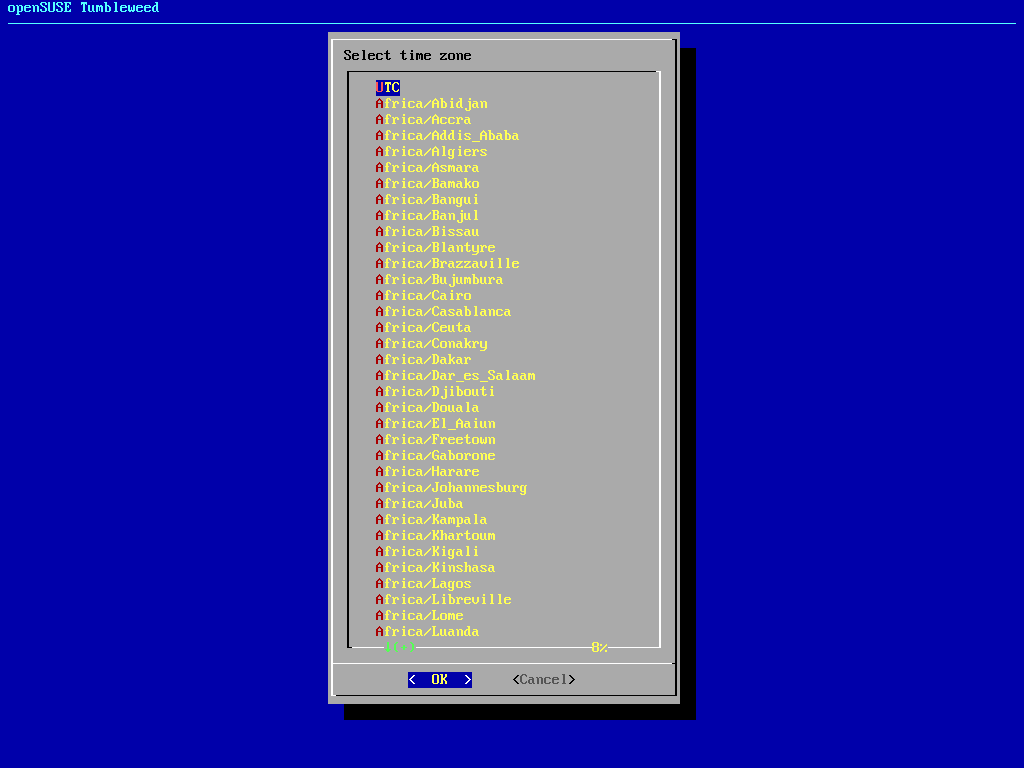 openSUSE Tumbleweed
Select time zone
UTC
Africa/Abidjan
Africa/Accra
Africa/Addis_Ababa
Africa/Algiers
Africa/Asmara
Africa/Bamako
Africa/Bangui
Africa/Banjul
Africa/Bissau
Africa/Blantyre
Africa/Brazzaville
Africa/Bujumbura
Africa/Cairo
Africa/Casablanca
Africa/Ceuta
Africa/Conakry
Africa/Dakar
Africa/Dar_es_Salaam
Africa/Djibouti
Africa/Douala
Africa/El_Aaiun
Africa/Freetown
Africa/Gaborone
Africa/Harare
Africa/Johannesburg
Africa/Juba
Africa/Kampala
Africa/Khartoum
Africa/Kigali
Africa/Kinshasa
Africa/Lagos
Africa/Libreville
Africa/Lome
Africa/Luanda
↓(+) 8%
< OK > <Cancel>